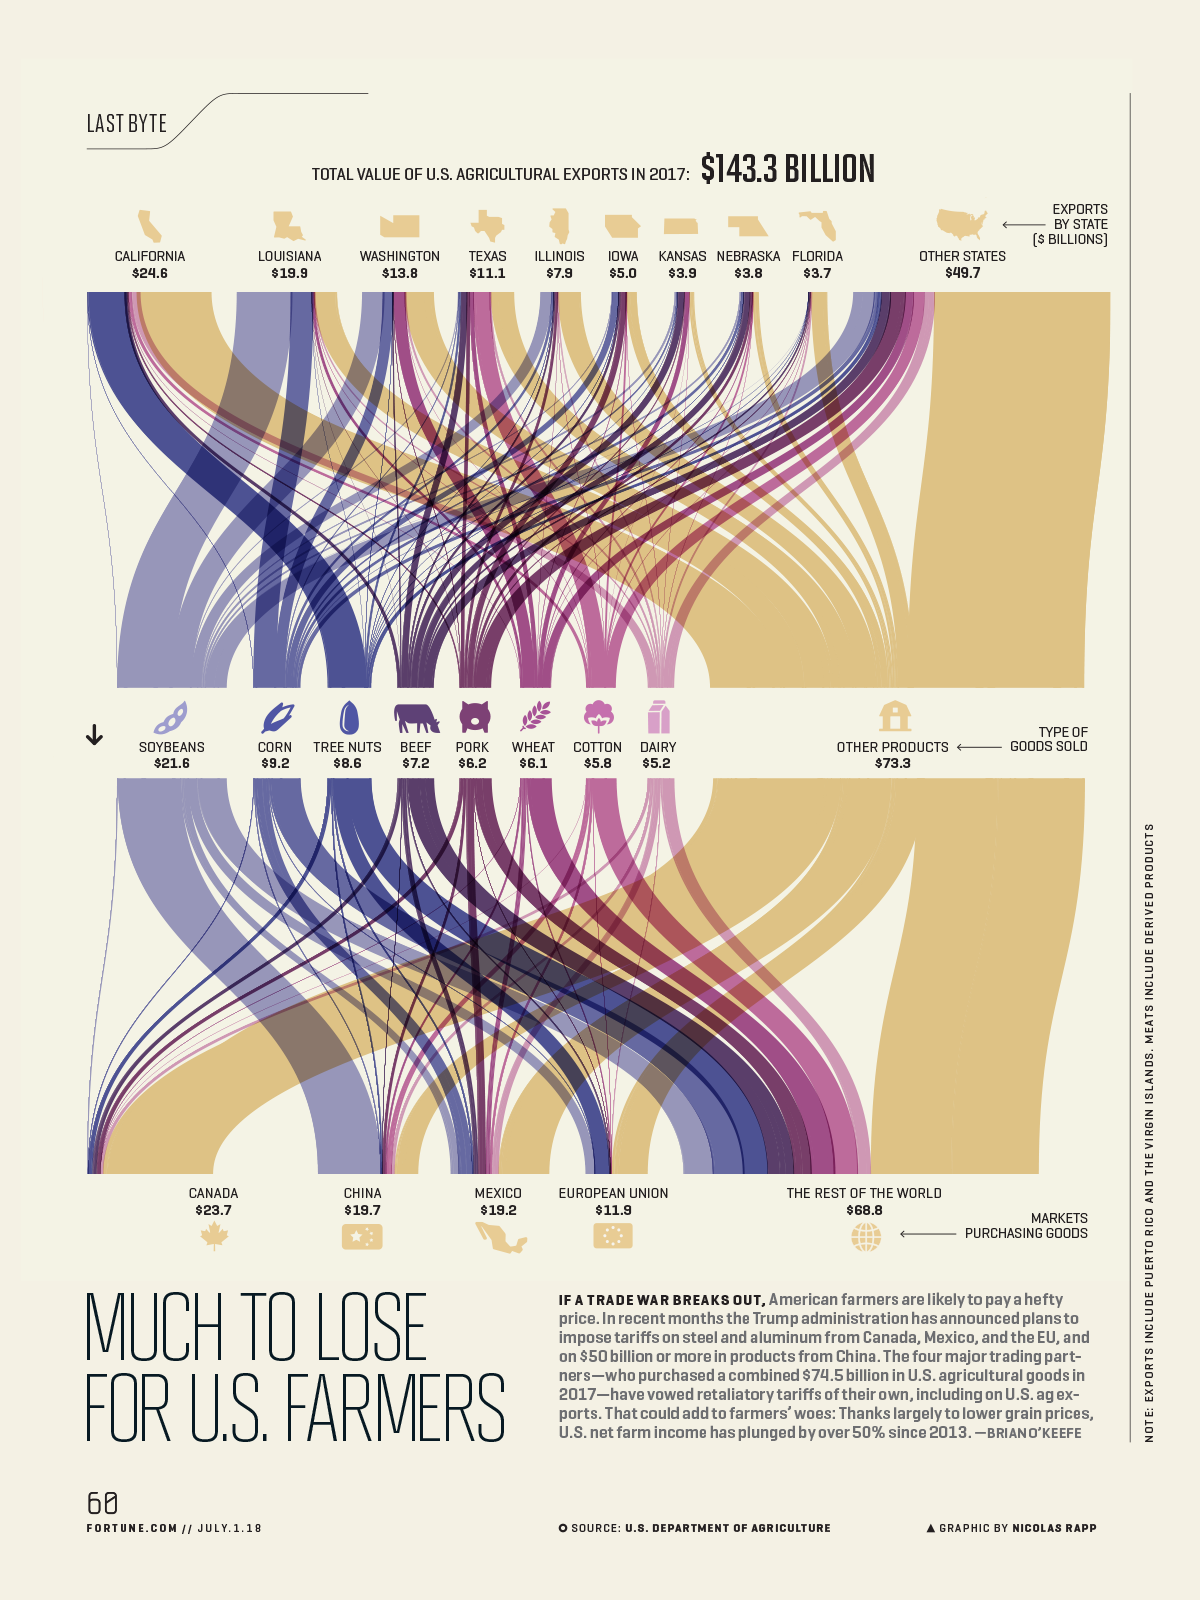 LAST BYTE
TOTAL VALUE OF U.S. AGRICULTURAL EXPORTS IN 2017: $143.3 BILLION
EXPORTS
BY STATE
($ BILLIONS)
CALIFORNIA
$24.6
LOUISIANA
$19.9
WASHINGTON
$13.8
TEXAS
$11.1
ILLINOIS
$7.9
IOWA
$5.0
KANSAS
$3.9
NEBRASKA
$3.8
FLORIDA
$3.7
OTHER STATES
$49.7
SOYBEANS
$21.6
CORN
$9.2
TREE NUTS
$8.6
BEEF
$7.2
PORK
$6.2
WHEAT
$6.1
COTTON
$5.8
DAIRY
$5.2
OTHER PRODUCTS
$73.3
TYPE OF
GOODS SOLD
CANADA
$23.7
CHINA
$19.7
MEXICO
$19.2
EUROPEAN UNION
$11.9
THE REST OF THE WORLD
$68.8
MARKETS
PURCHASING GOODS
NOTE: EXPORTS INCLUDE PUERTO RICO AND THE VIRGIN ISLANDS. MEATS INCLUDE DERIVED PRODUCTS
MUCH TO LOSE
FOR U.S. FARMERS
IF A TRADE WAR BREAKS OUT, American farmers are likely to pay a hefty
price. In recent months the Trump administration has announced plans to
impose tariffs on steel and aluminum from Canada, Mexico, and the EU, and
on $50 billion or more in products from China. The four major trading part-
ners—who purchased a combined $74.5 billion in U.S. agricultural goods in
2017—have vowed retaliatory tariffs of their own, including on U.S. ag ex-
ports. That could add to farmers' woes: Thanks largely to lower grain prices,
U.S. net farm income has plunged by over 50% since 2013. —BRIAN O'KEEFE
60
FORTUNE.COM // JULY.1.18
SOURCE: U.S. DEPARTMENT OF AGRICULTURE
GRAPHIC BY NICOLAS RAPP